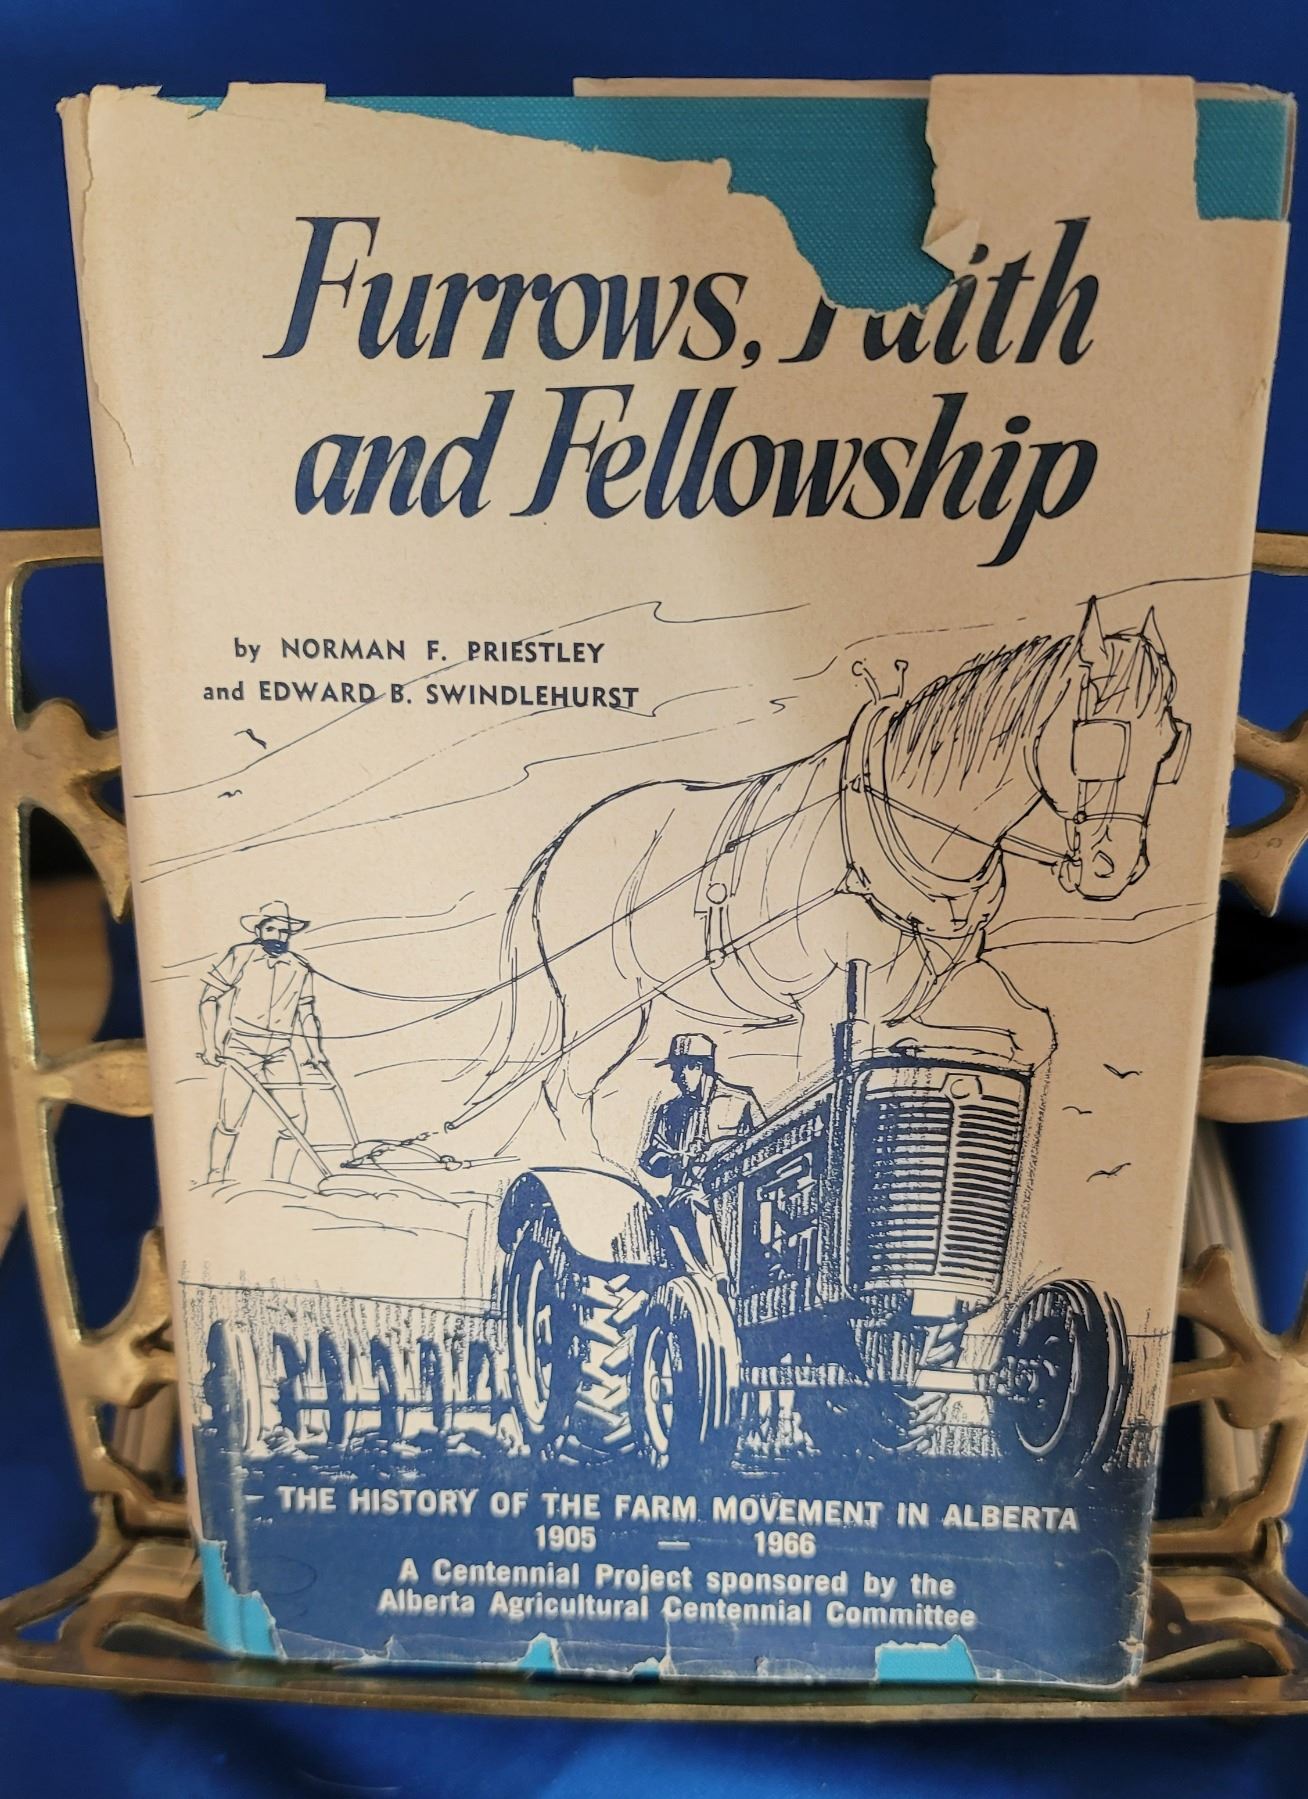 Furrows, Faith
and Fellowship
by NORMAN F. PRIESTLEY
and EDWARD B. SWINDLEHURST
THE HISTORY OF THE FARM MOVEMENT IN ALBERTA
1905 — 1966
A Centennial Project sponsored by the
Alberta Agricultural Centennial Committee